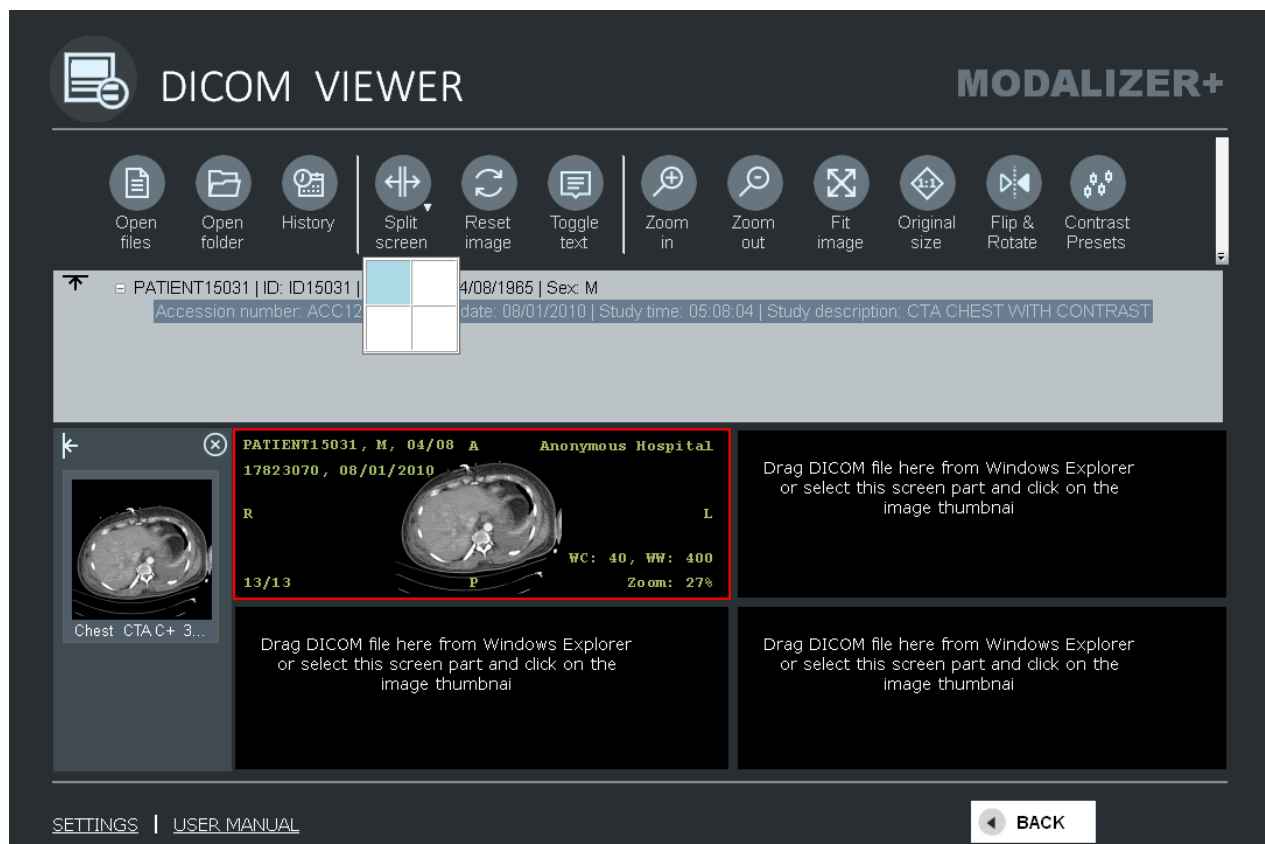 DICOM VIEWER
MODALIZER+
Open files
Open folder
History
Split screen
Reset image
Toggle text
Zoom in
Zoom out
Fit image
1:1
Original size
Flip & Rotate
Contrast Presets
PATIENT15031 | ID: ID15031 | 4/08/1965 | Sex: M
Accession number: ACC12 date: 08/01/2010 | Study time: 05:08:04 | Study description: CTA CHEST WITH CONTRAST
PATIENT15031, M, 04/08 A Anonymous Hospital
17823070, 08/01/2010
R L
WC: 40, WW: 400
13/13 P Zoom: 27%
Chest CTA C+ 3...
Drag DICOM file here from Windows Explorer
or select this screen part and click on the
image thumbnai
Drag DICOM file here from Windows Explorer
or select this screen part and click on the
image thumbnai
Drag DICOM file here from Windows Explorer
or select this screen part and click on the
image thumbnai
SETTINGS | USER MANUAL
BACK